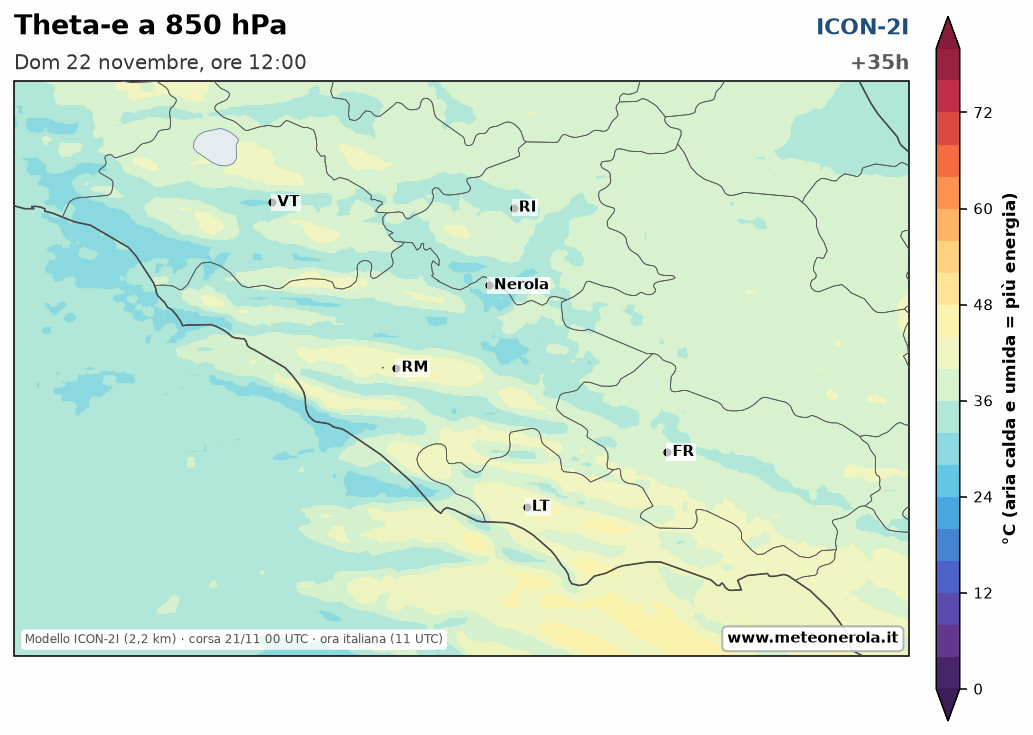 Theta-e a 850 hPa
ICON-2I
Dom 22 novembre, ore 12:00
+35h
VT
RI
Nerola
RM
FR
LT
Modello ICON-2I (2,2 km) · corsa 21/11 00 UTC · ora italiana (11 UTC)
www.meteonerola.it
72
60
48
36
24
12
0
°C (aria calda e umida = più energia)